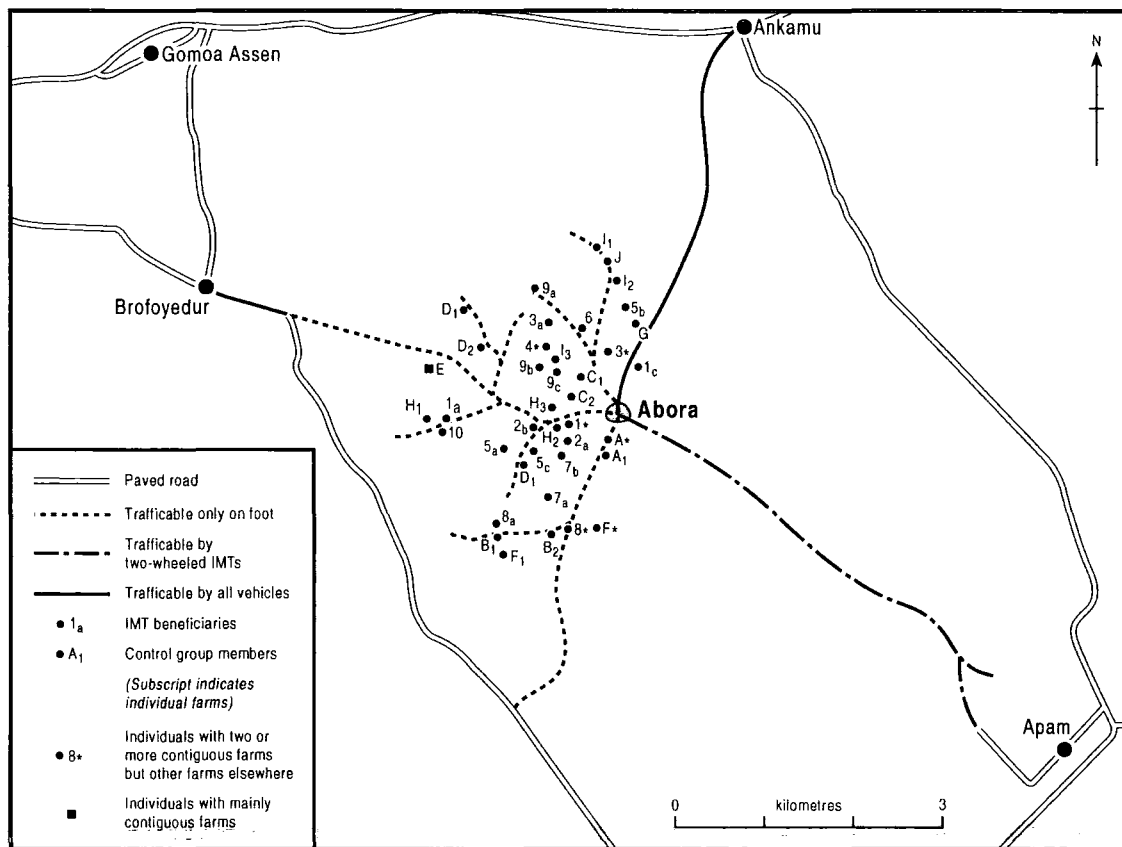 Ankamu
Gomoa Assen
N
I1
J
Brofoyedur
9a
I2
D1
5b
3a
6
G
D2
4*
I3
3*
E
9b
9c
C1
1c
C2
H1
1a
H3
Abora
10
2b
H2
1*
2a
A*
5a
5c
7b
A1
D1
7a
8a
8*
F*
B1
B2
F1
Paved road
Trafficable only on foot
Trafficable by
two-wheeled IMTs
Trafficable by all vehicles
1a IMT beneficiaries
A1 Control group members
(Subscript indicates
individual farms)
8* Individuals with two or
more contiguous farms
but other farms elsewhere
Individuals with mainly
contiguous farms
Apam
0 kilometres 3